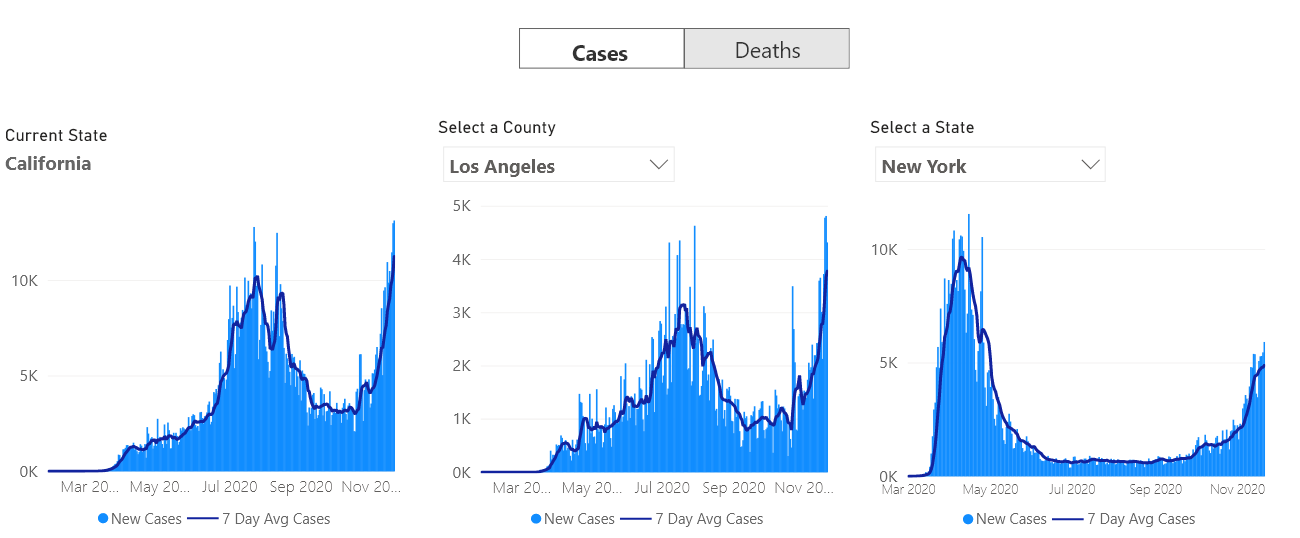 Cases
Deaths
Current State
California
10K
5K
0K
Mar 20...
May 20...
Jul 2020
Sep 2020
Nov 20...
New Cases
7 Day Avg Cases
Select a County
Los Angeles
5K
4K
3K
2K
1K
0K
Mar 20...
May 20...
Jul 2020
Sep 2020
Nov 20...
New Cases
7 Day Avg Cases
Select a State
New York
10K
5K
0K
Mar 2020
May 2020
Jul 2020
Sep 2020
Nov 2020
New Cases
7 Day Avg Cases